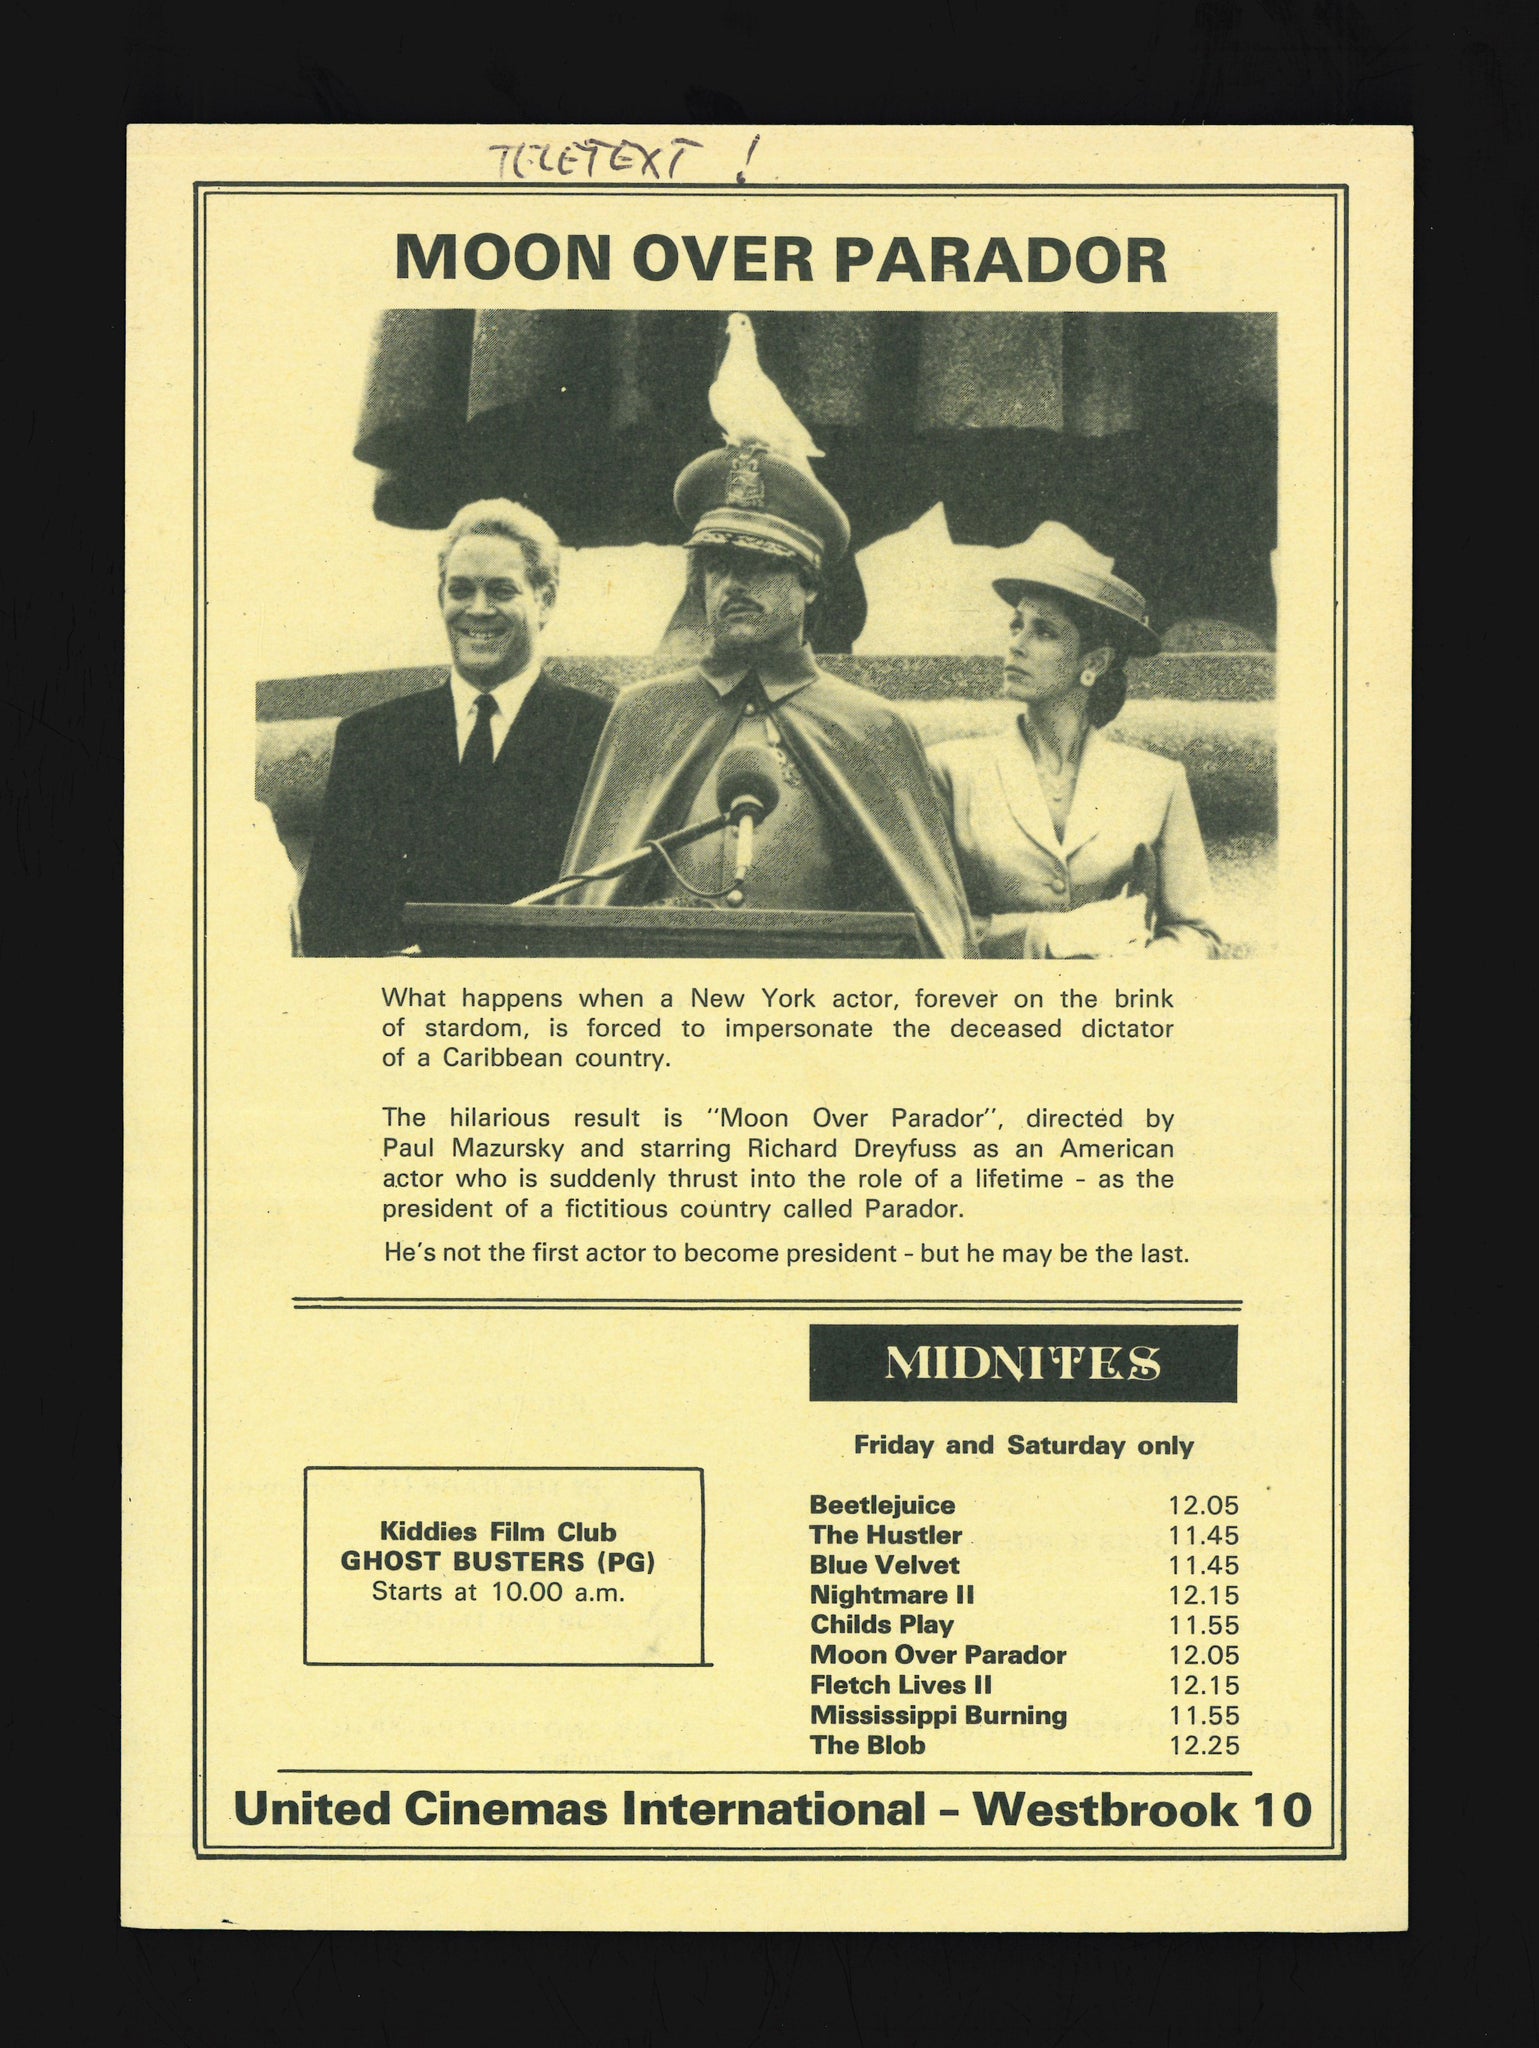 TELETEXT !
MOON OVER PARADOR
What happens when a New York actor, forever on the brink
of stardom, is forced to impersonate the deceased dictator
of a Caribbean country.
The hilarious result is "Moon Over Parador", directed by
Paul Mazursky and starring Richard Dreyfuss as an American
actor who is suddenly thrust into the role of a lifetime - as the
president of a fictitious country called Parador.
He's not the first actor to become president - but he may be the last.
MIDNITES
Friday and Saturday only
Kiddies Film Club
GHOST BUSTERS (PG)
Starts at 10.00 a.m.
Beetlejuice 12.05
The Hustler 11.45
Blue Velvet 11.45
Nightmare II 12.15
Childs Play 11.55
Moon Over Parador 12.05
Fletch Lives II 12.15
Mississippi Burning 11.55
The Blob 12.25
United Cinemas International - Westbrook 10